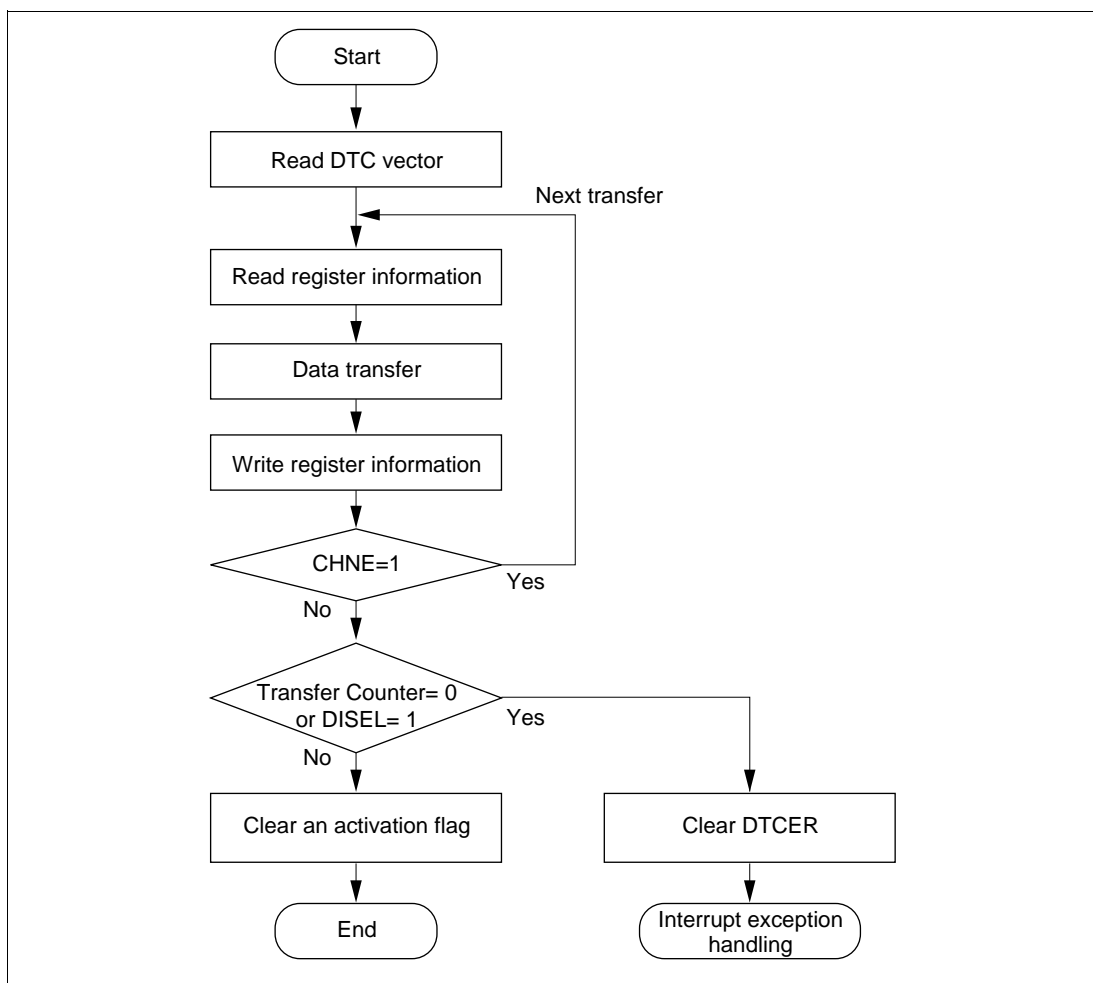 Start
Read DTC vector
Next transfer
Read register information
Data transfer
Write register information
CHNE=1
Yes
No
Transfer Counter= 0
or DISEL= 1
Yes
No
Clear an activation flag
Clear DTCER
End
Interrupt exception
handling